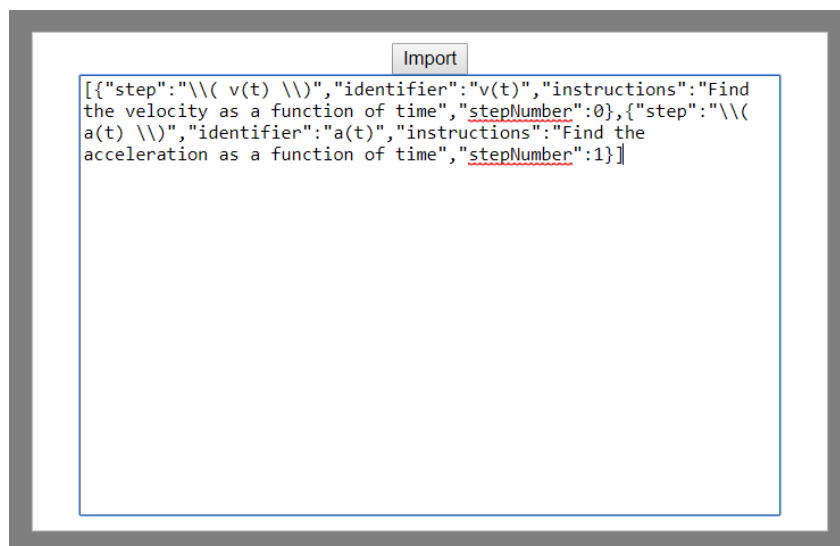 Import
[{"step":"\\( v(t) \\)","identifier":"v(t)","instructions":"Find
the velocity as a function of time","stepNumber":0},{"step":"\\(
a(t) \\)","identifier":"a(t)","instructions":"Find the
acceleration as a function of time","stepNumber":1}]